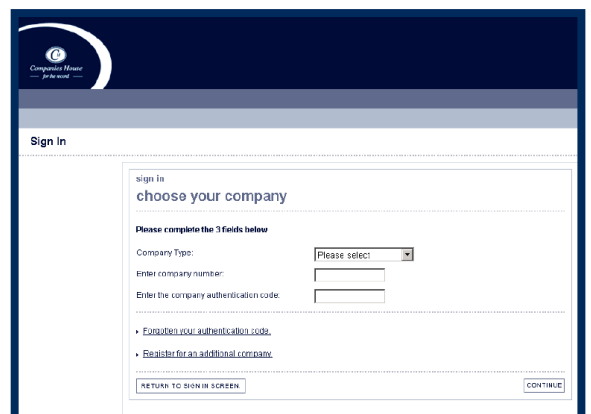 Ch
Companies House
for the record
Sign In
sign in
choose your company
Please complete the 3 fields below
Company Type:
Please select
Enter company number:
Enter the company authentication code:
Forgotten your authentication code.
Register for an additional company.
RETURN TO SIGN IN SCREEN
CONTINUE